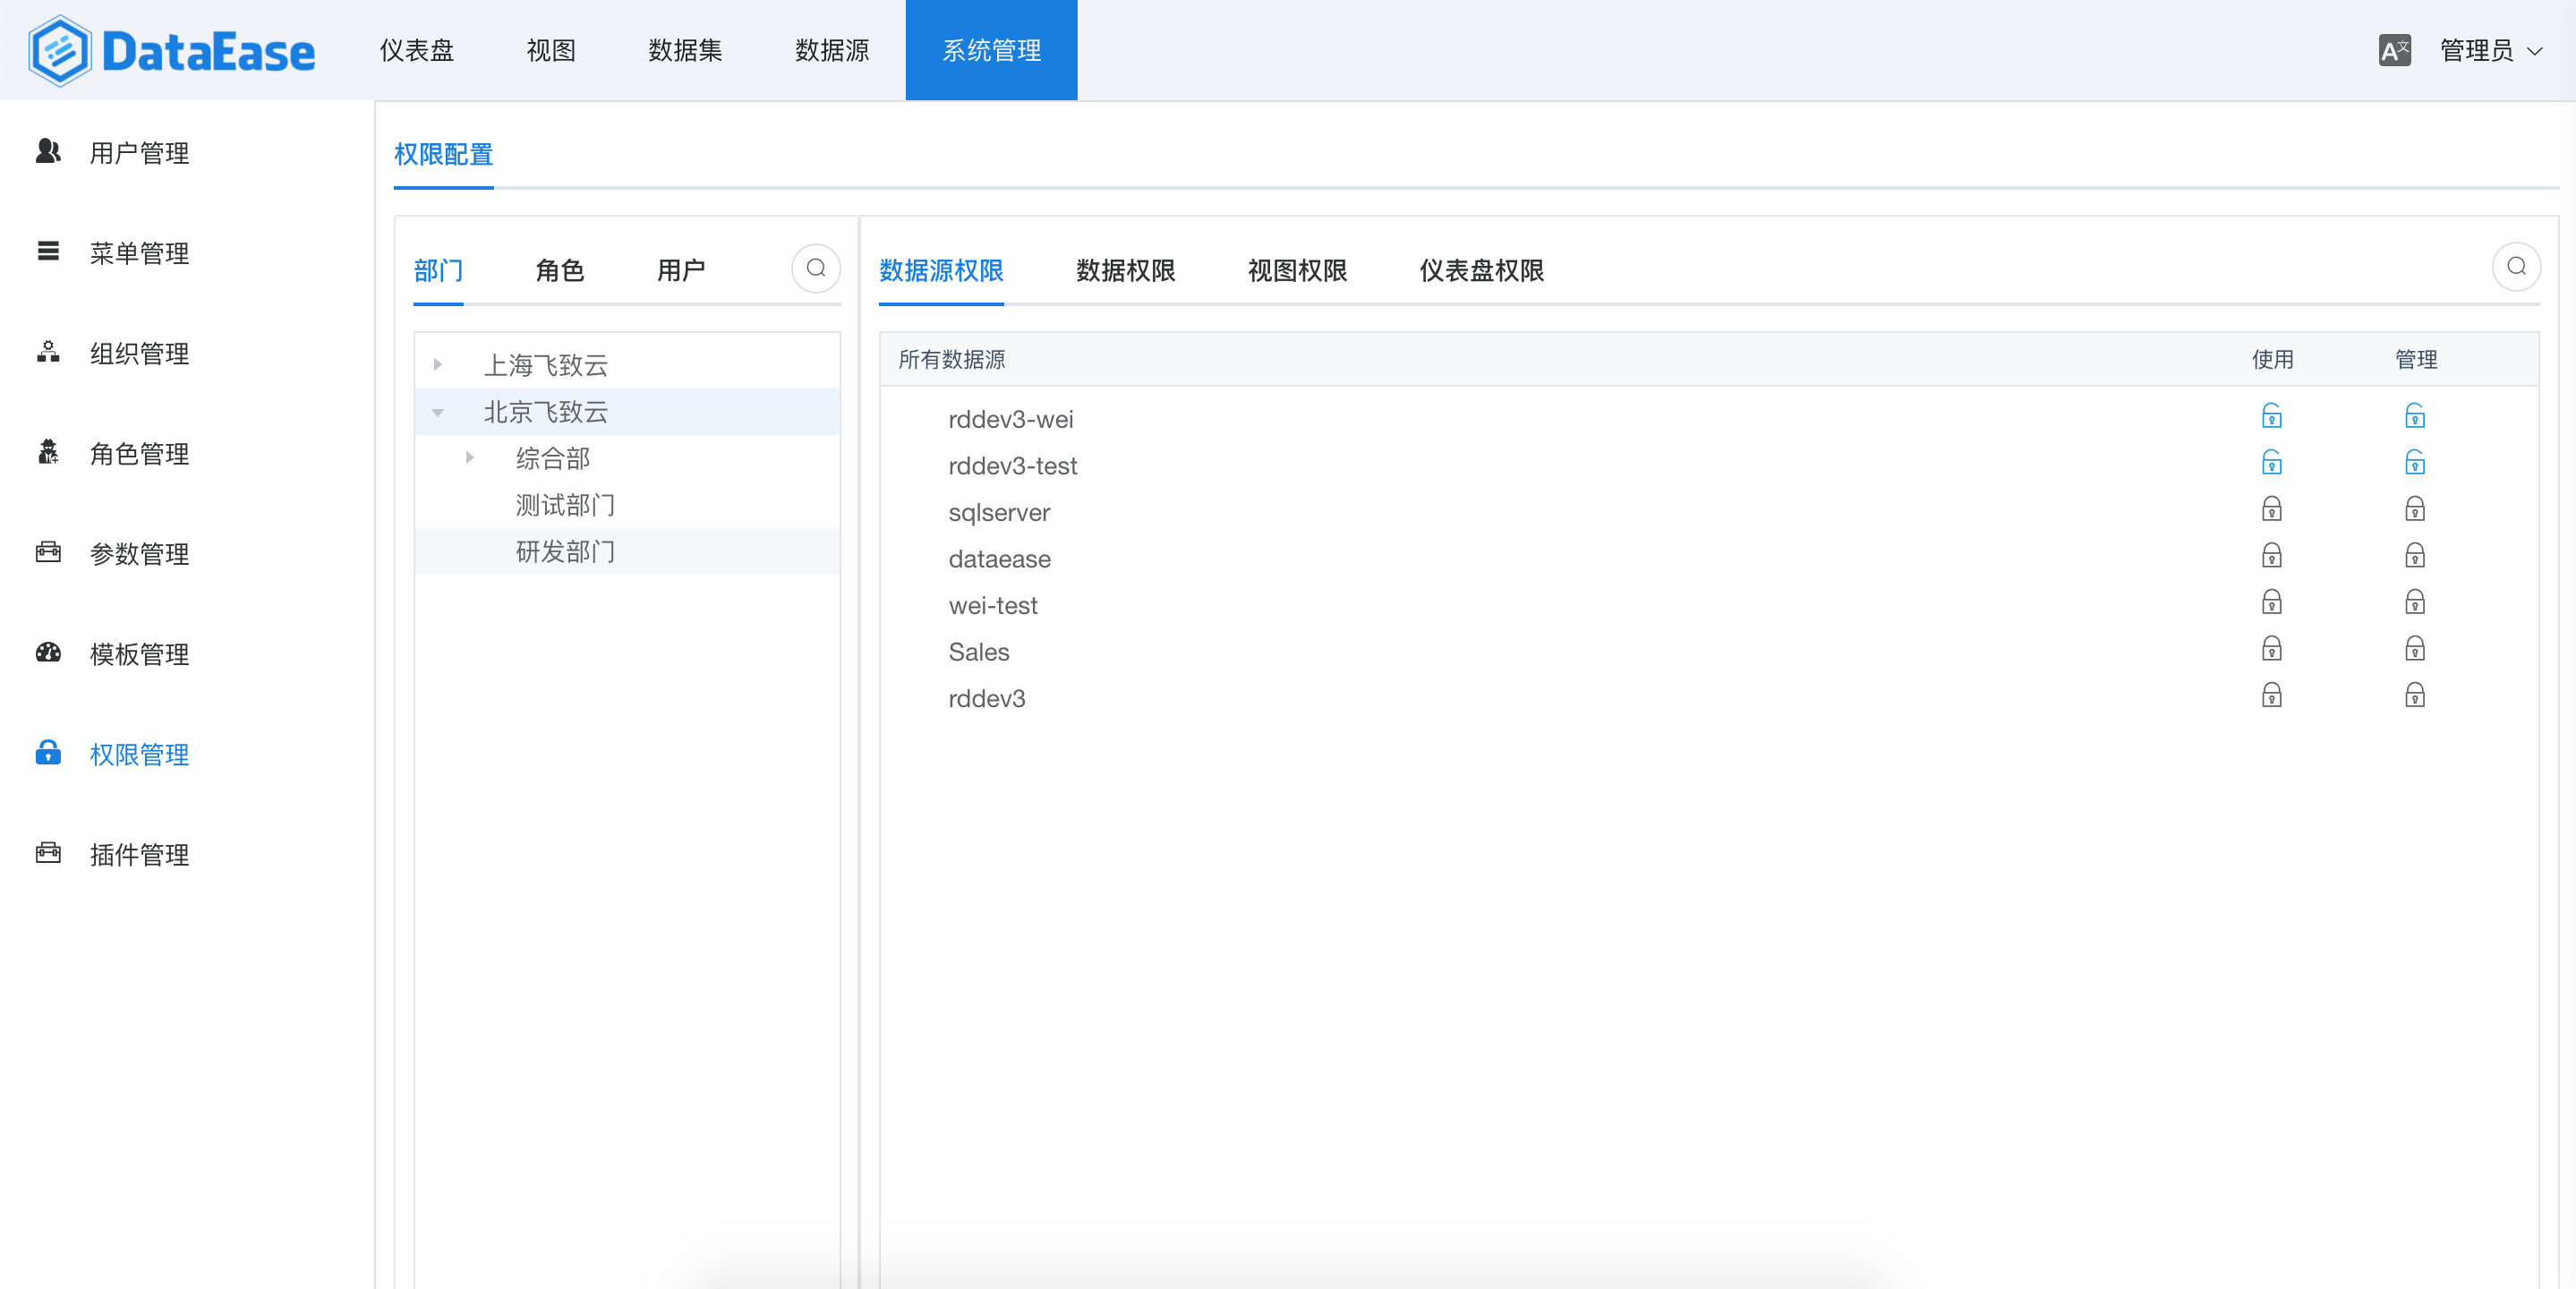 DataEase 仪表盘 视图 数据集 数据源 系统管理 管理员
用户管理
菜单管理
组织管理
角色管理
参数管理
模板管理
权限管理
插件管理
权限配置
部门 角色 用户
上海飞致云
北京飞致云
综合部
测试部门
研发部门
数据源权限 数据权限 视图权限 仪表盘权限
所有数据源 使用 管理
rddev3-wei
rddev3-test
sqlserver
dataease
wei-test
Sales
rddev3